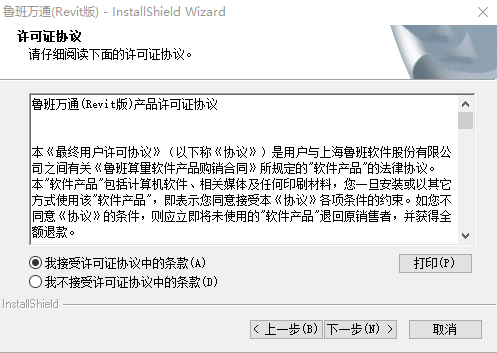 鲁班万通(Revit版) - InstallShield Wizard
许可证协议
请仔细阅读下面的许可证协议。
鲁班万通(Revit版)产品许可证协议
本《最终用户许可协议》（以下称《协议》）是用户与上海鲁班软件股份有限公
司之间有关《鲁班算量软件产品购销合同》所规定的"软件产品"的法律协议。
本"软件产品"包括计算机软件、相关媒体及任何印刷材料，您一旦安装或以其它
方式使用该"软件产品"，即表示您同意接受本《协议》各项条件的约束。如您不
同意《协议》的条件，则应立即将未使用的"软件产品"退回原销售者，并获得全
额退款。
我接受许可证协议中的条款(A)
打印(P)
我不接受许可证协议中的条款(D)
InstallShield
< 上一步(B) 下一步(N) > 取消